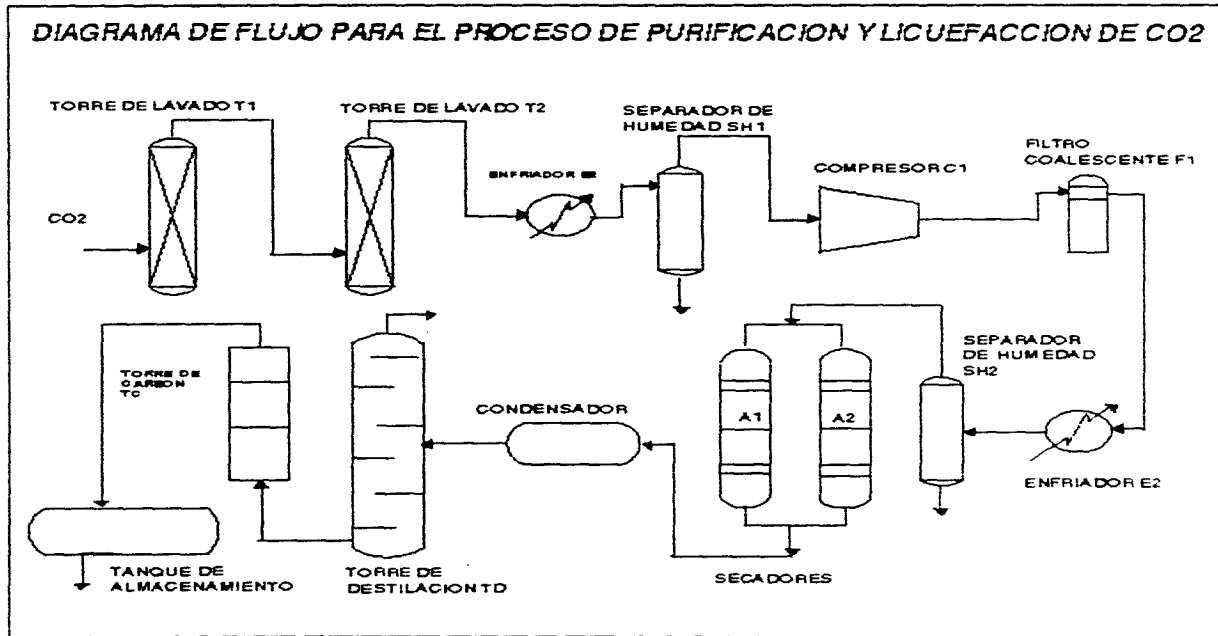 DIAGRAMA DE FLUJO PARA EL PROCESO DE PURIFICACION Y LICUEFACCION DE CO2
TORRE DE LAVADO T1
TORRE DE LAVADO T2
SEPARADOR DE
HUMEDAD SH1
ENFRIADOR E2
COMPRESOR C1
FILTRO
COALESCENTE F1
CO2
TORRE DE
CARBON
TC
CONDENSADOR
A1
A2
SEPARADOR
DE HUMEDAD
SH2
ENFRIADOR E2
TANQUE DE
ALMACENAMIENTO
TORRE DE
DESTILACION TD
SECADORES